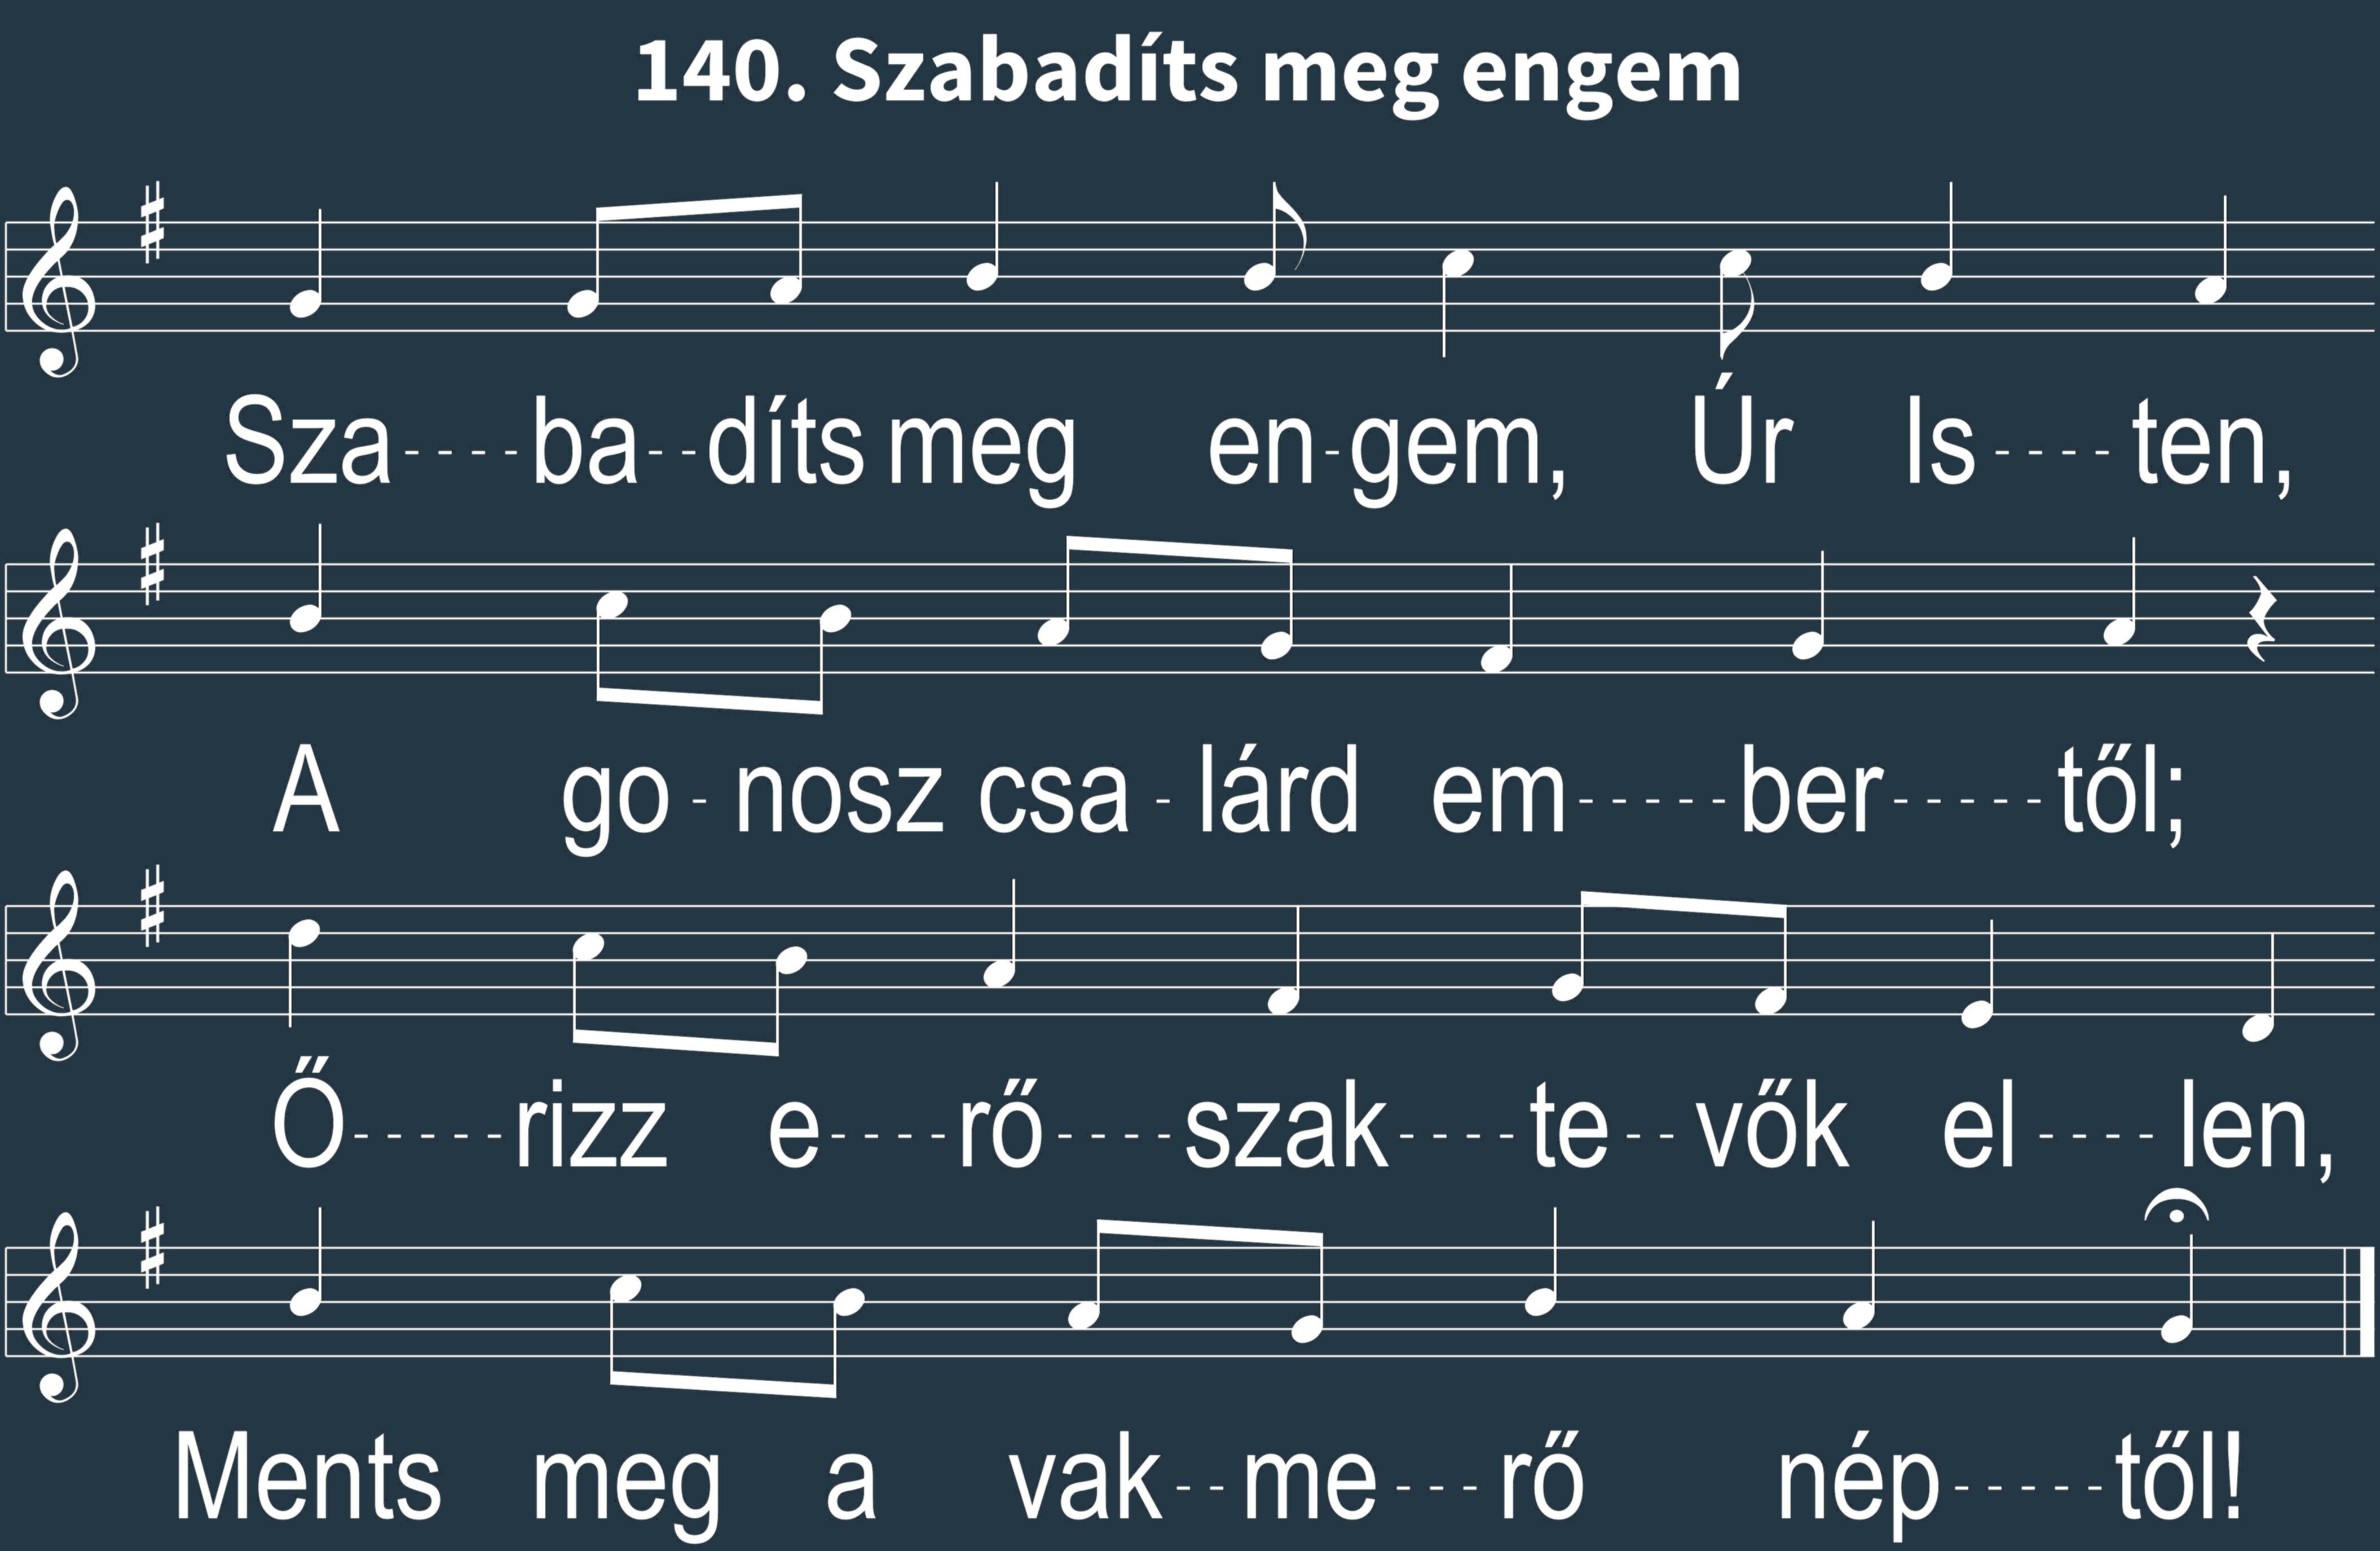 140. Szabadíts meg engem
Sza----ba--díts meg en-gem, Úr Is----ten,
A go-nosz csa-lárd em-----ber-----től;
Ő-----rizz e----rő----szak----te--vők el----len,
Ments meg a vak--me---rő nép-----től!